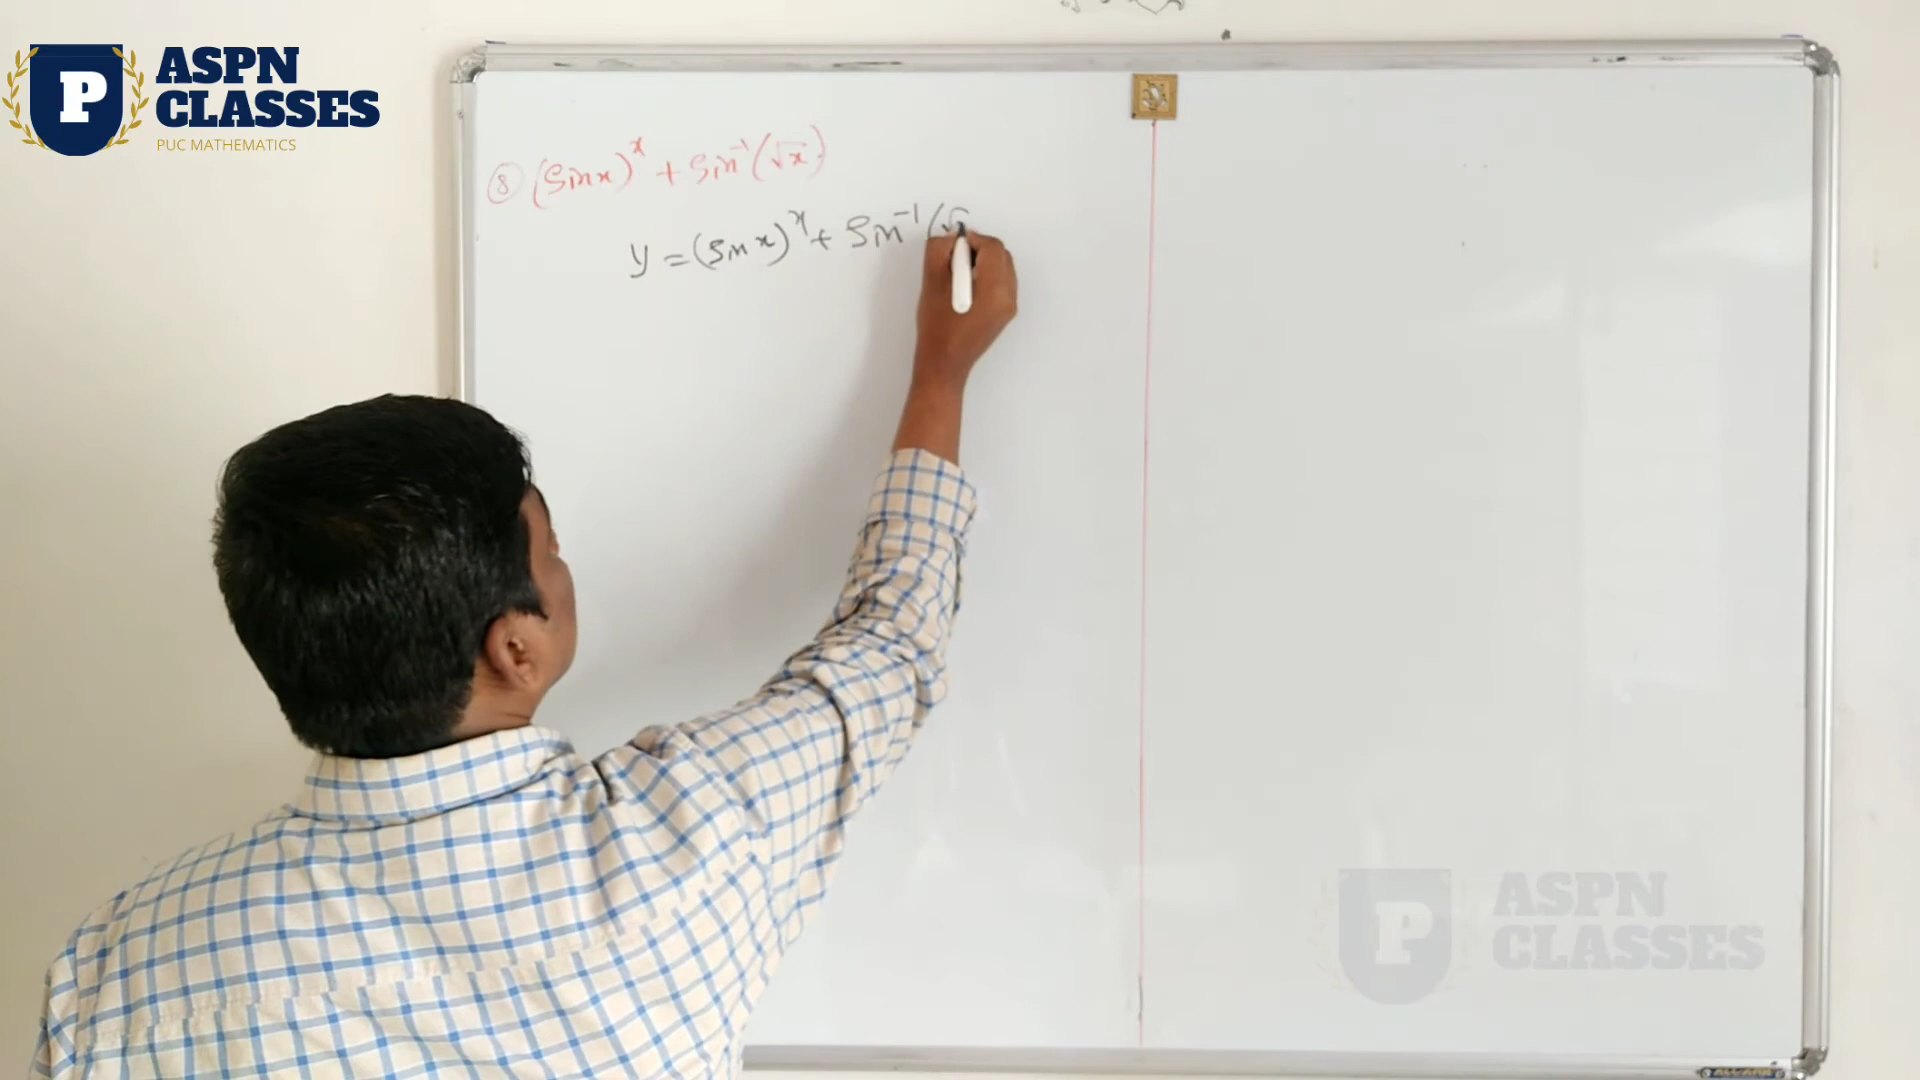 ASPN
CLASSES
PUC MATHEMATICS
⑧ (Sin x)ˣ + Sin⁻¹(√x).
y = (Sin x)ˣ + Sin⁻¹(√
P
P
ASPN
CLASSES